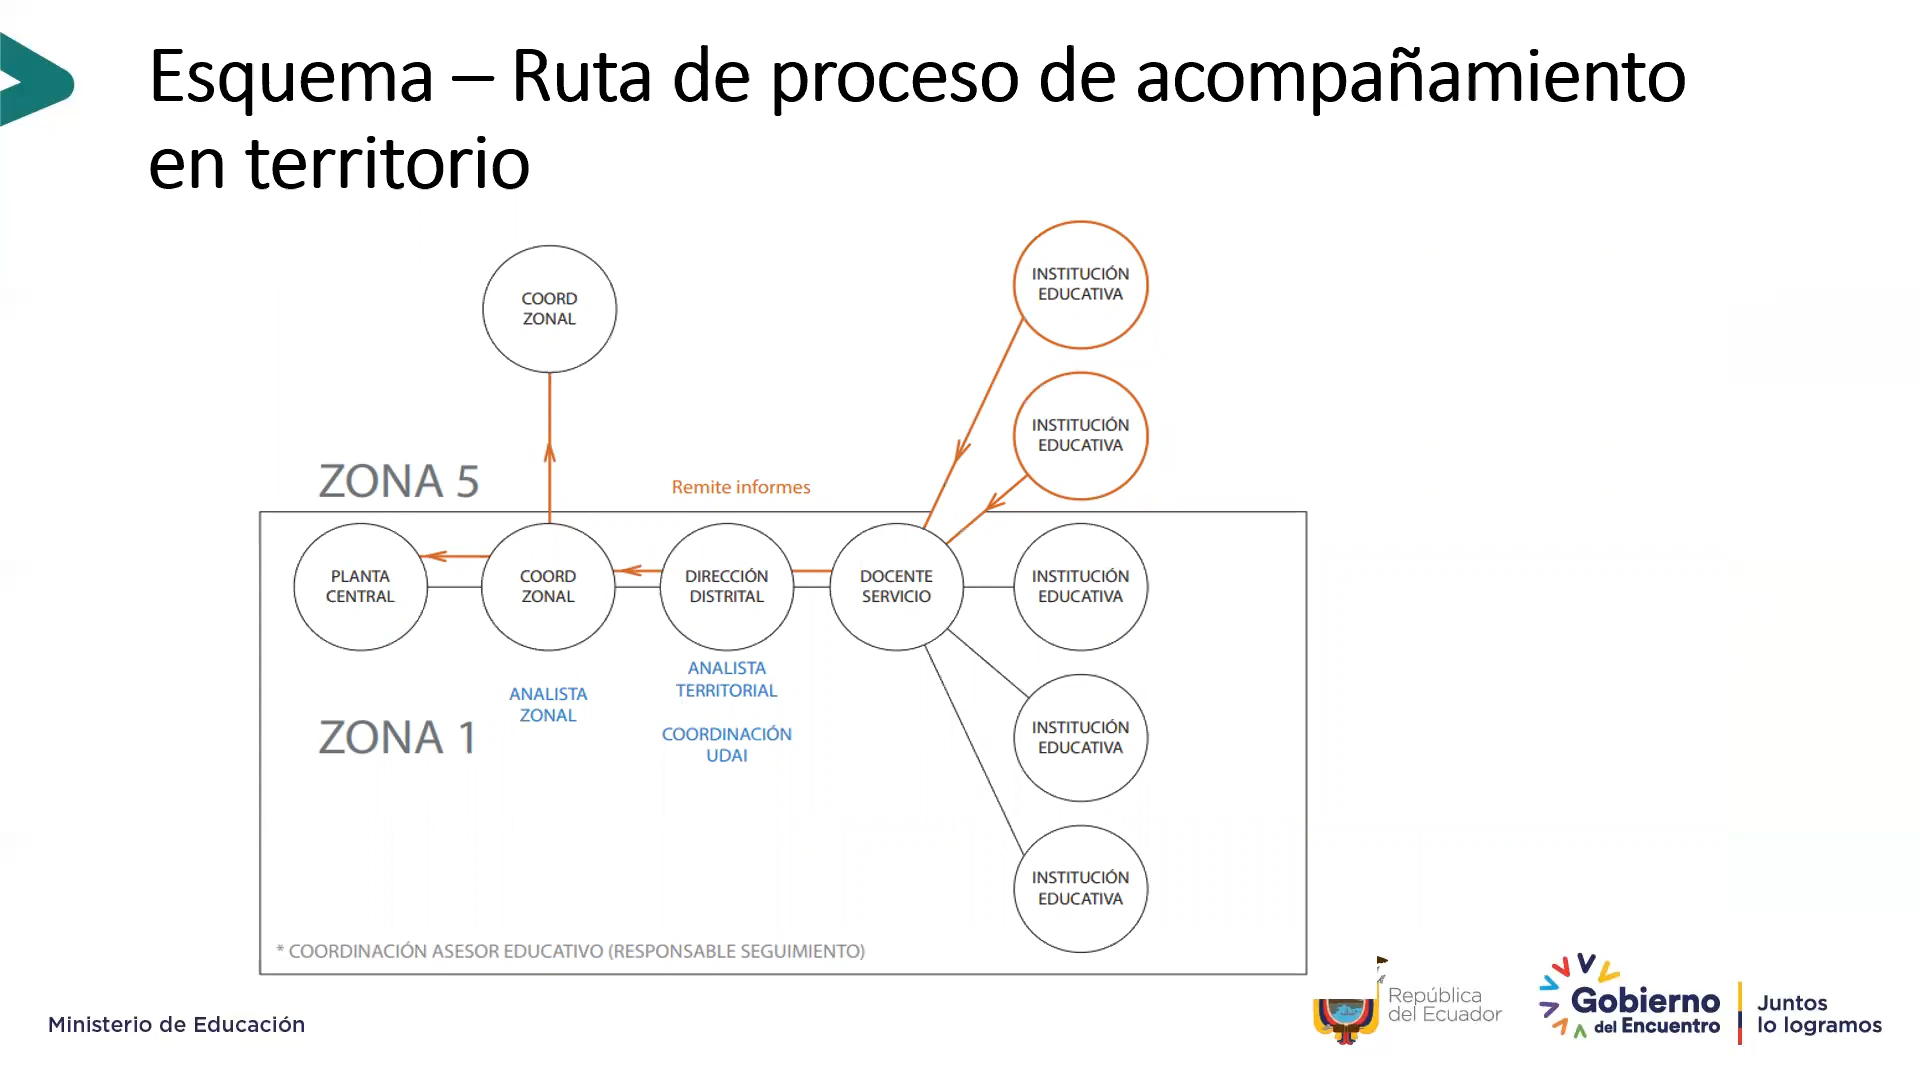 Esquema – Ruta de proceso de acompañamiento
en territorio
COORD
ZONAL
INSTITUCIÓN
EDUCATIVA
INSTITUCIÓN
EDUCATIVA
ZONA 5
Remite informes
PLANTA
CENTRAL
COORD
ZONAL
DIRECCIÓN
DISTRITAL
DOCENTE
SERVICIO
INSTITUCIÓN
EDUCATIVA
ANALISTA
ZONAL
ANALISTA
TERRITORIAL
COORDINACIÓN
UDAI
ZONA 1
INSTITUCIÓN
EDUCATIVA
INSTITUCIÓN
EDUCATIVA
* COORDINACIÓN ASESOR EDUCATIVO (RESPONSABLE SEGUIMIENTO)
Ministerio de Educación
República
del Ecuador
Gobierno
del Encuentro
Juntos
lo logramos